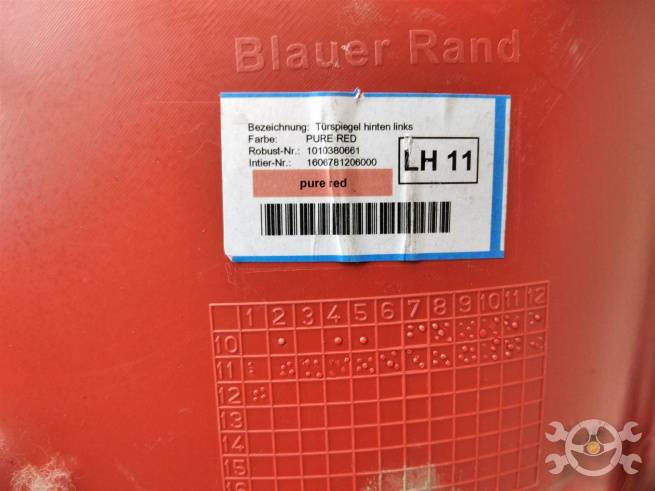 Blauer Rand
Bezeichnung: Türspiegel hinten links
Farbe: PURE RED
Robust-Nr.: 1010380661
Intier-Nr.: 1606781206000
LH 11
pure red
1 2 3 4 5 6 7 8 9 10 11 12
10
11
12
13
14
15
16